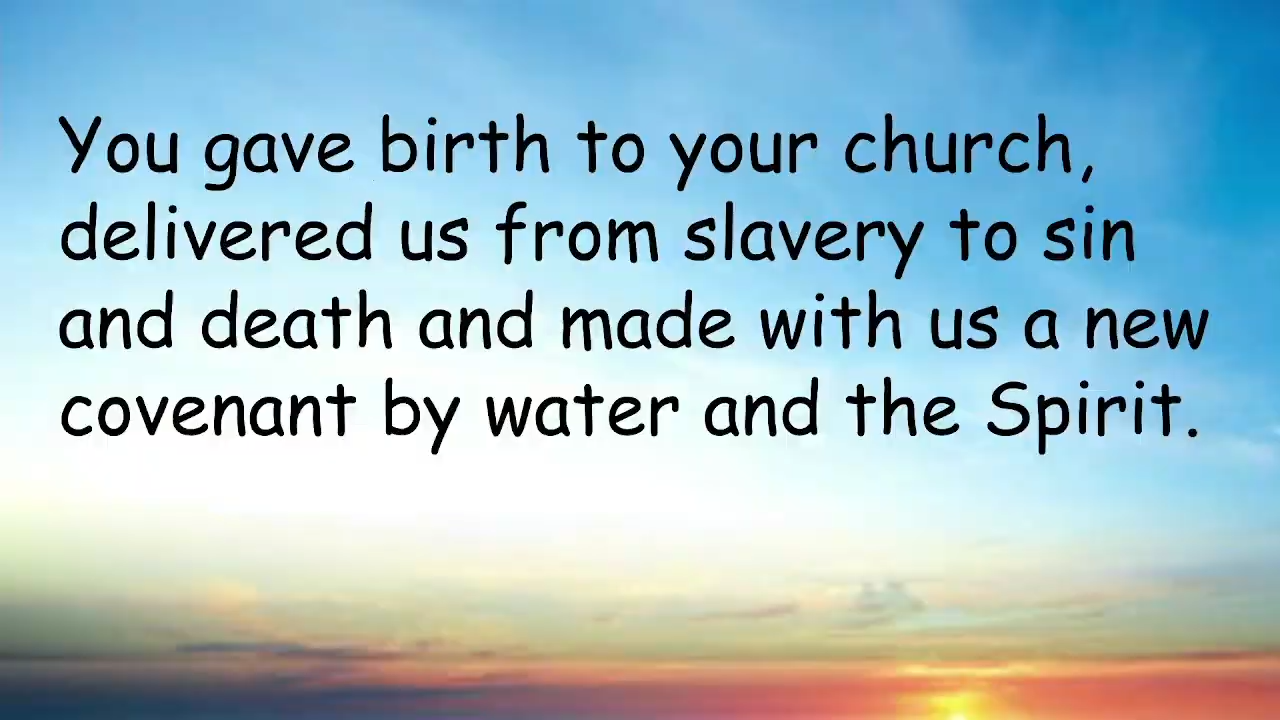 You gave birth to your church,
delivered us from slavery to sin
and death and made with us a new
covenant by water and the Spirit.